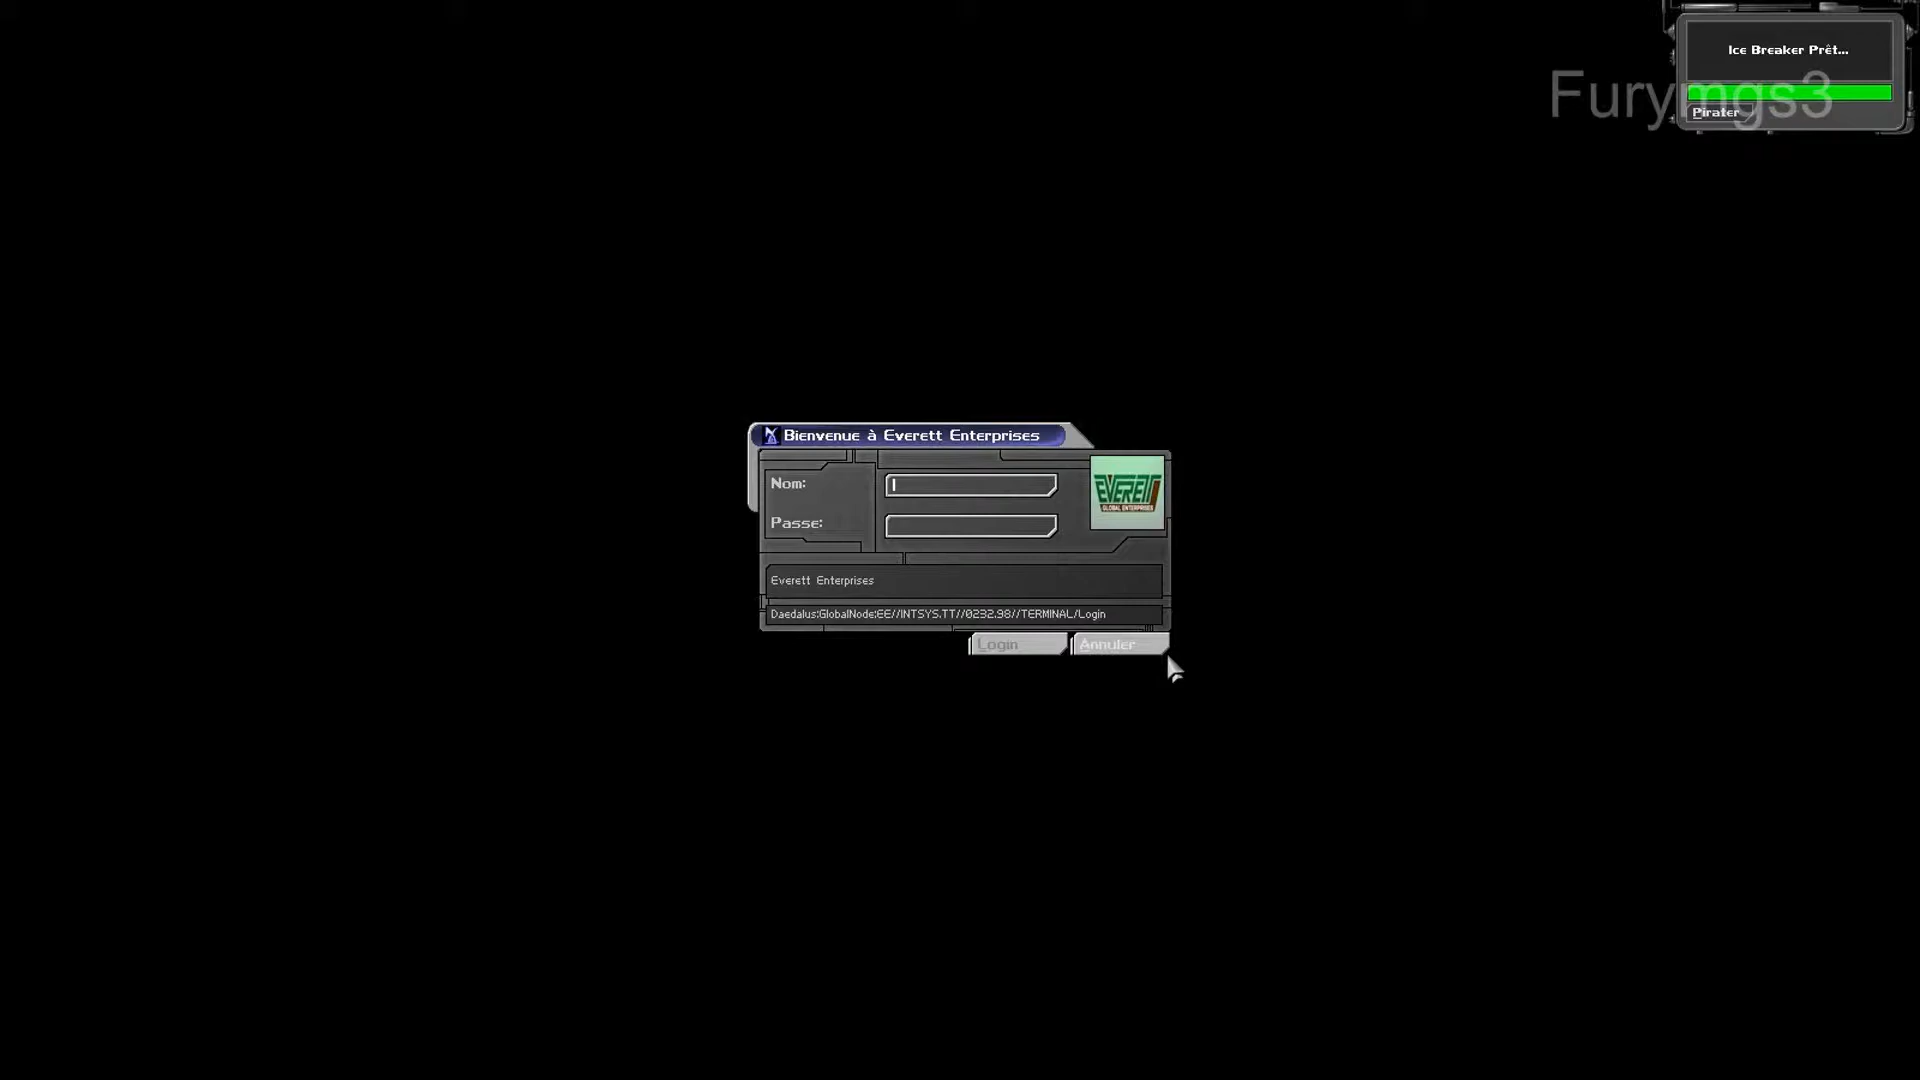 Ice Breaker Prêt...
Furymgs3
Pirater
Bienvenue à Everett Enterprises
Nom:
EVERETT
GLOBAL ENTERPRISES
Passe:
Everett Enterprises
Daedalus:GlobalNode:EE//INTSYS.TT//0232.98//TERMINAL/Login
Login
Annuler